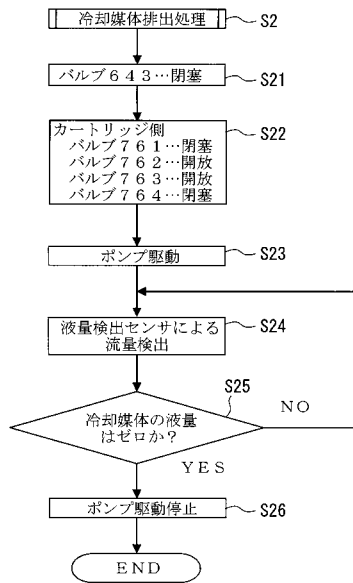 冷却媒体排出処理 S2
バルブ643…閉塞 S21
カートリッジ側 S22
バルブ761…閉塞
バルブ762…開放
バルブ763…開放
バルブ764…閉塞
ポンプ駆動 S23
液量検出センサによる S24
流量検出
S25
冷却媒体の液量
はゼロか？
NO
YES
ポンプ駆動停止 S26
END